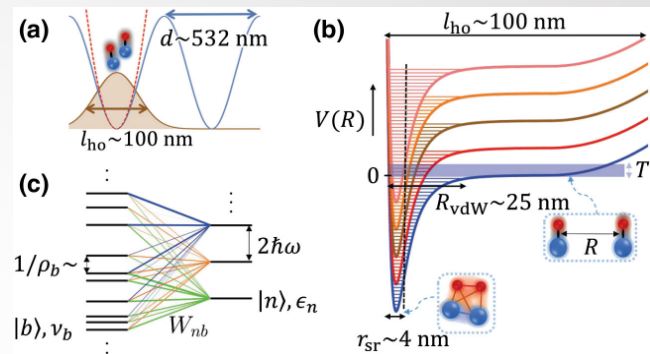 (a)
d~532 nm
l_ho~100 nm
(b)
l_ho~100 nm
V(R)
0
T
R_vdW~25 nm
R
r_sr~4 nm
(c)
⋮
⋮
2ħω
1/ρ_b~
|n⟩, ϵ_n
|b⟩, ν_b
W_nb
⋮
⋮